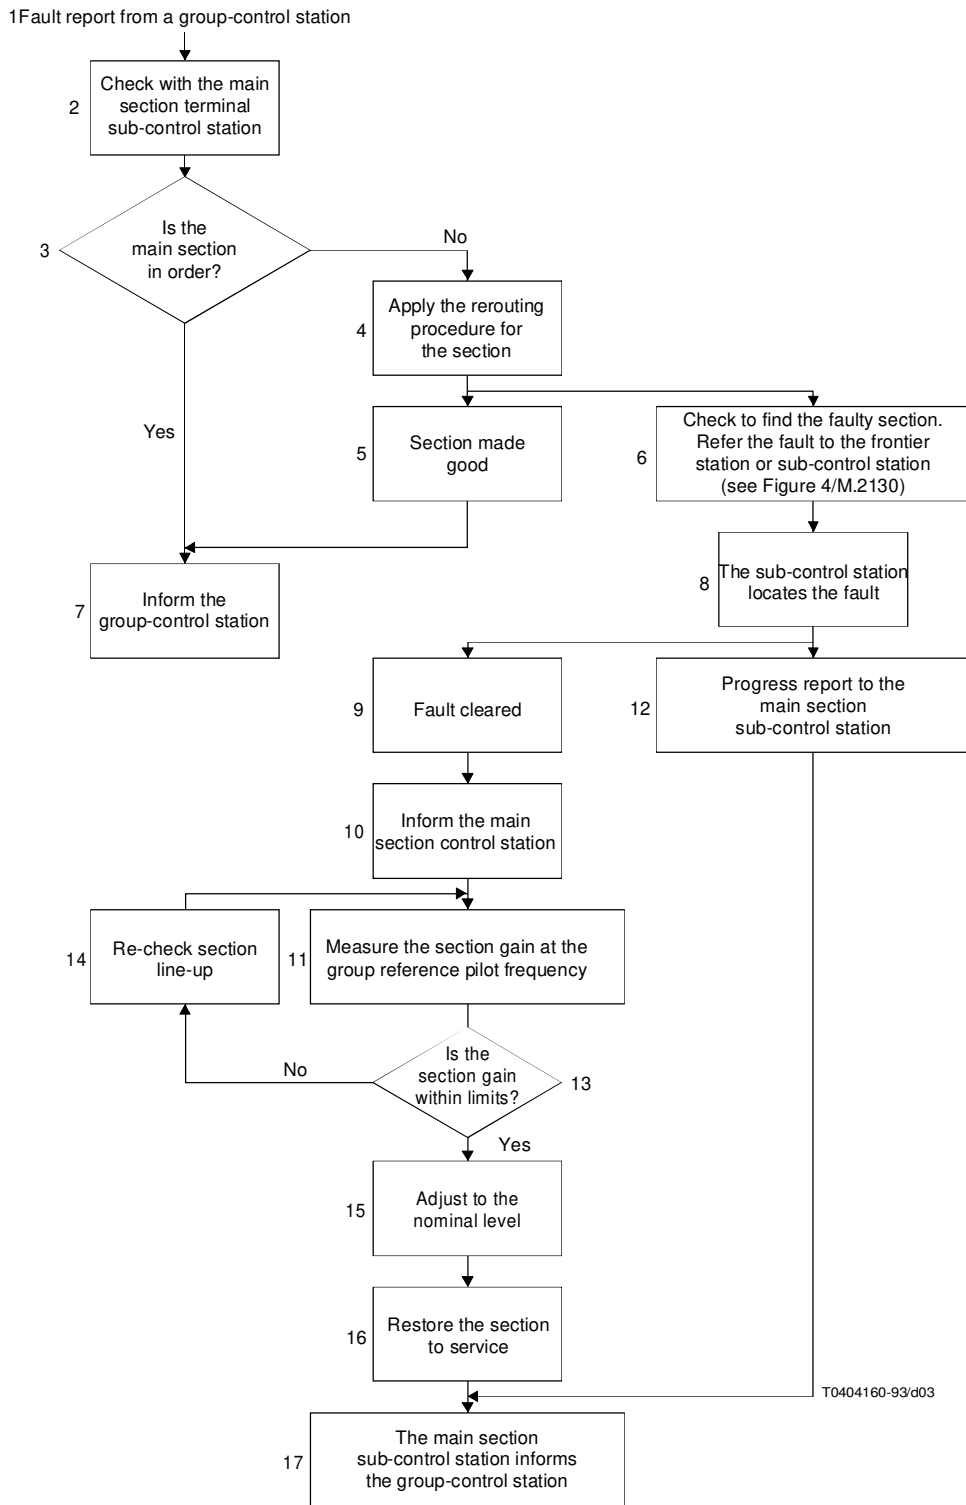 1Fault report from a group-control station
2
Check with the main
section terminal
sub-control station
3
Is the
main section
in order?
No
4
Apply the rerouting
procedure for
the section
Yes
5
Section made
good
6
Check to find the faulty section.
Refer the fault to the frontier
station or sub-control station
(see Figure 4/M.2130)
7
Inform the
group-control station
8
The sub-control station
locates the fault
9
Fault cleared
12
Progress report to the
main section
sub-control station
10
Inform the main
section control station
14
Re-check section
line-up
11
Measure the section gain at the
group reference pilot frequency
No
Is the
section gain
within limits?
13
Yes
15
Adjust to the
nominal level
16
Restore the section
to service
T0404160-93/d03
17
The main section
sub-control station informs
the group-control station